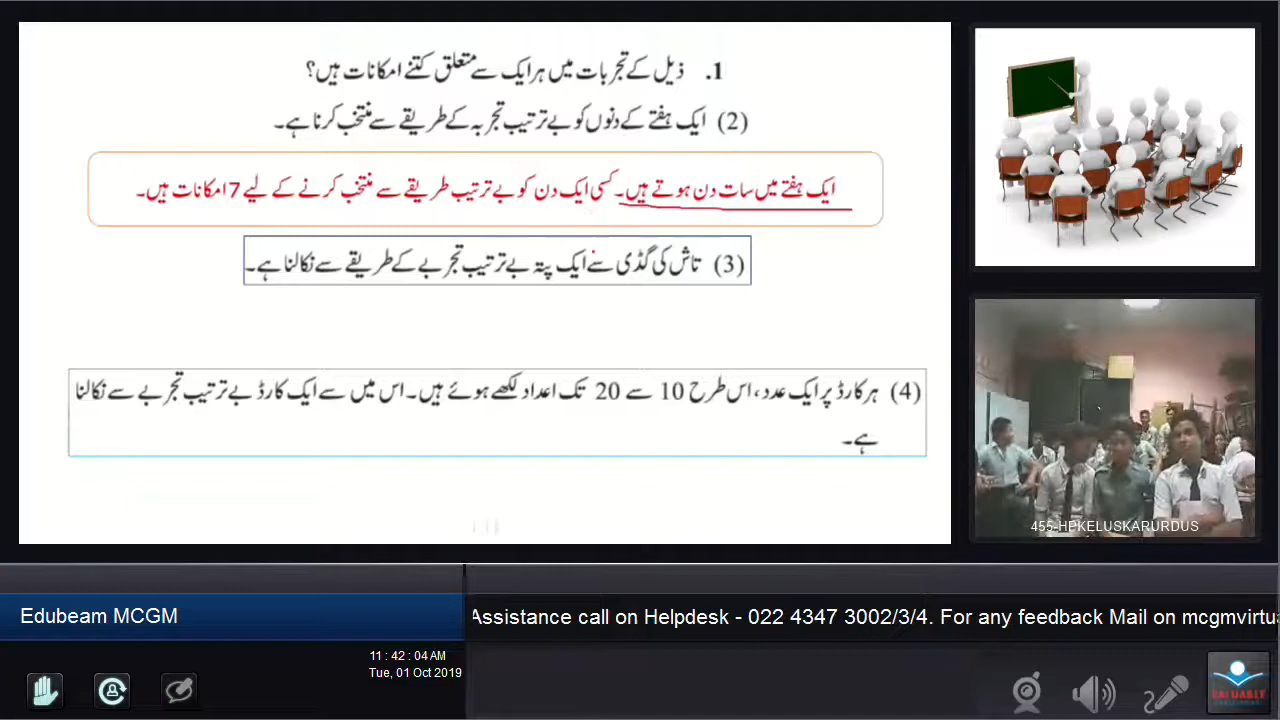 1. ذیل کے تجربات میں ہر ایک سے متعلق کتنے امکانات ہیں؟
(2) ایک ہفتے کے دنوں کو بے ترتیب تجربہ کے طریقے سے منتخب کرنا ہے۔
ایک ہفتے میں سات دن ہوتے ہیں۔ کسی ایک دن کو بے ترتیب طریقے سے منتخب کرنے کے لیے 7 امکانات ہیں۔
(3) تاش کی گڈی سے ایک پتہ بے ترتیب تجربے کے طریقے سے نکالنا ہے۔
(4) ہر کارڈ پر ایک عدد، اس طرح 10 سے 20 تک اعداد لکھے ہوئے ہیں۔ اس میں سے ایک کارڈ بے ترتیب تجربے سے نکالنا
ہے۔
455-HPKELUSKARURDUS
Edubeam MCGM
Assistance call on Helpdesk - 022 4347 3002/3/4. For any feedback Mail on mcgmvirtu
11 : 42 : 04 AM
Tue, 01 Oct 2019
VALUABLE